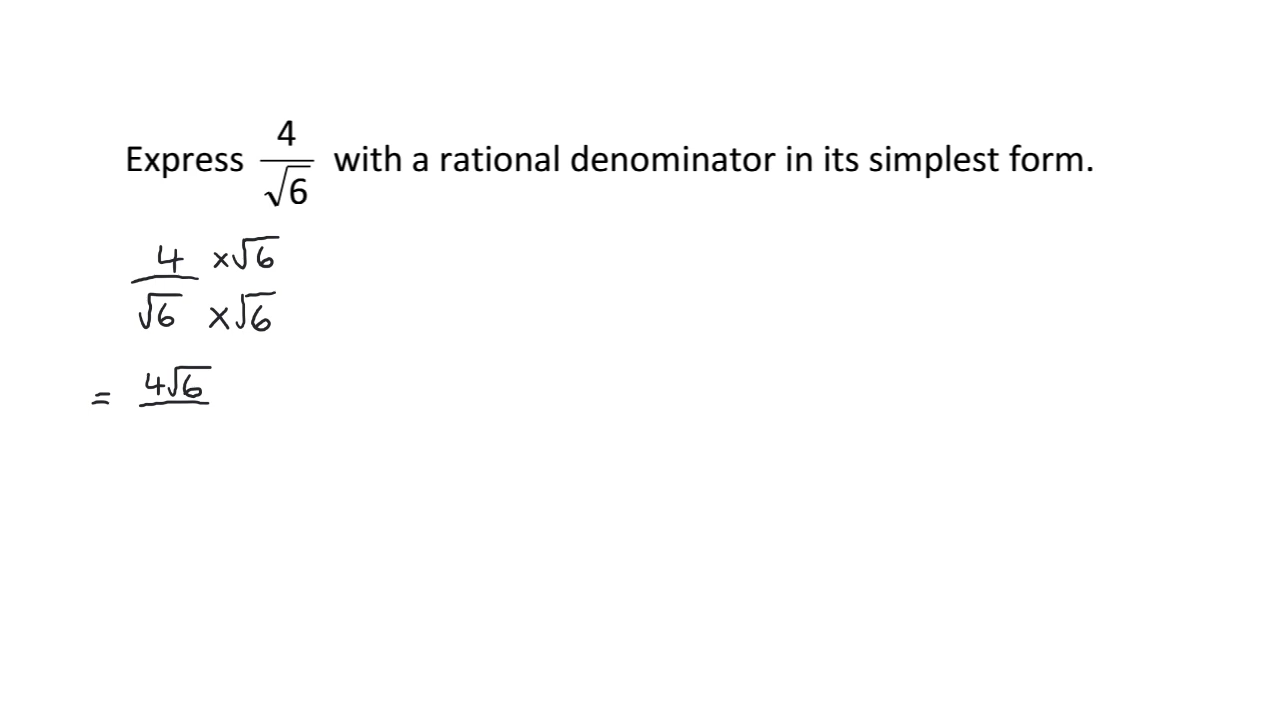 Express 4/√6 with a rational denominator in its simplest form.
4 ×√6
√6 ×√6
= 4√6